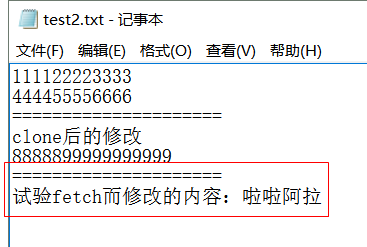 test2.txt - 记事本
文件(F) 编辑(E) 格式(O) 查看(V) 帮助(H)
111122223333
444455556666
=====================
clone后的修改
8888899999999999
=====================
试验fetch而修改的内容：啦啦阿拉